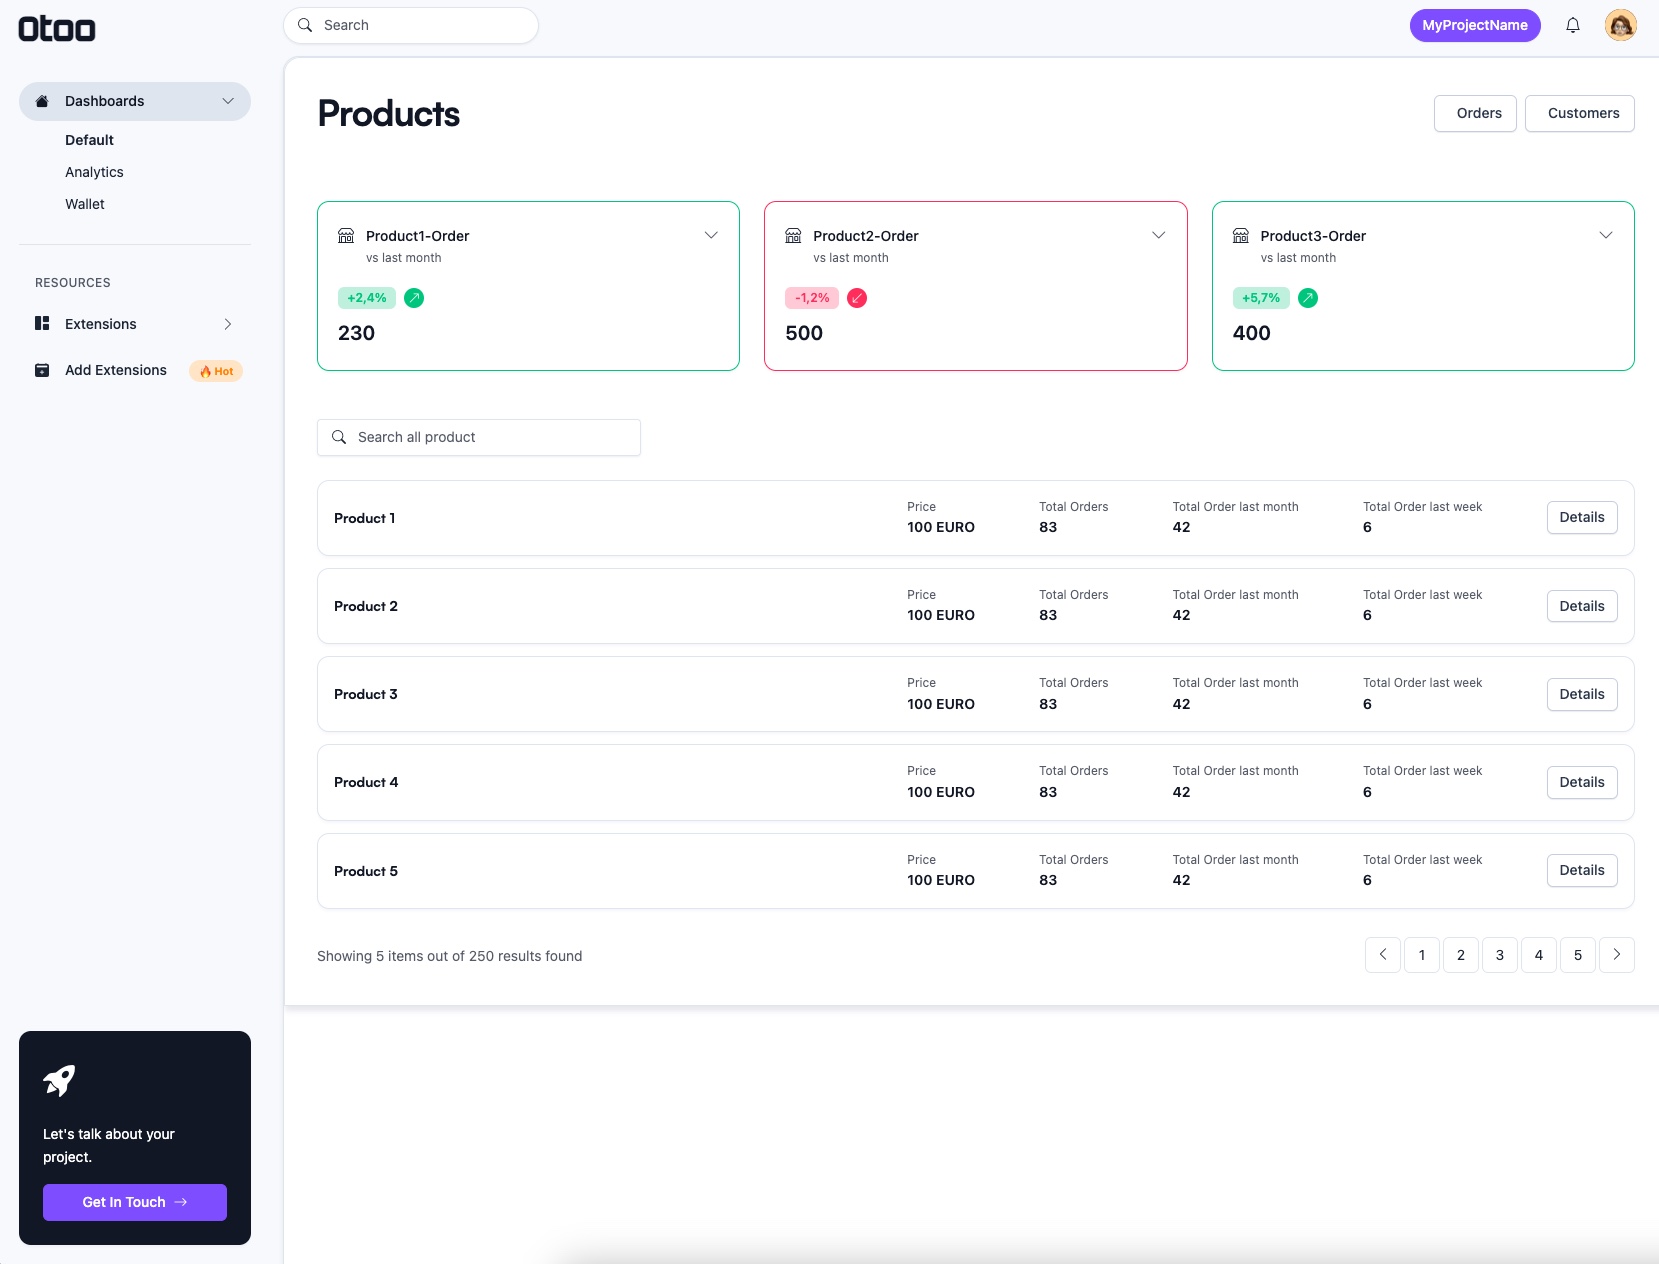 Otoo
Search
MyProjectName
Dashboards
Default
Analytics
Wallet
RESOURCES
Extensions
Add Extensions
🔥 Hot
Let's talk about your
project.
Get In Touch →
Products
Orders
Customers
Product1-Order
vs last month
+2,4%
230
Product2-Order
vs last month
-1,2%
500
Product3-Order
vs last month
+5,7%
400
Search all product
Product 1
Price
100 EURO
Total Orders
83
Total Order last month
42
Total Order last week
6
Details
Product 2
Price
100 EURO
Total Orders
83
Total Order last month
42
Total Order last week
6
Details
Product 3
Price
100 EURO
Total Orders
83
Total Order last month
42
Total Order last week
6
Details
Product 4
Price
100 EURO
Total Orders
83
Total Order last month
42
Total Order last week
6
Details
Product 5
Price
100 EURO
Total Orders
83
Total Order last month
42
Total Order last week
6
Details
Showing 5 items out of 250 results found
1 2 3 4 5